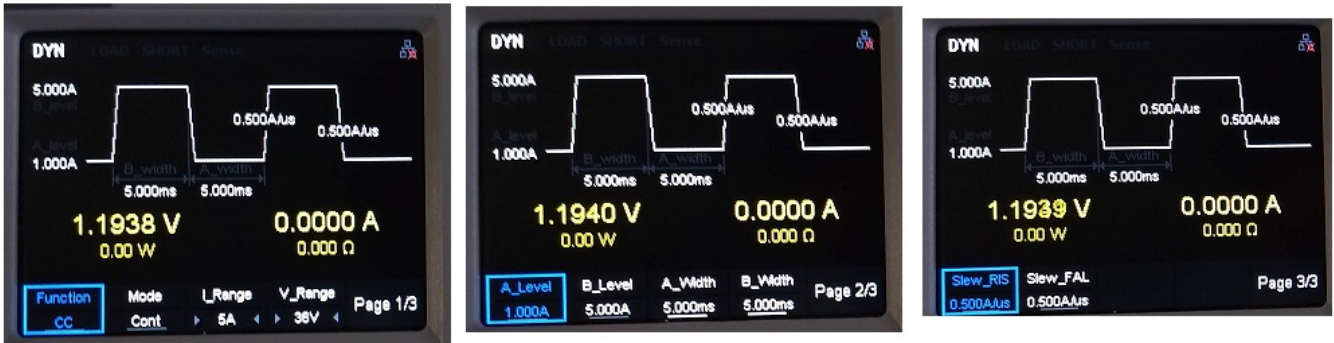 DYN LOAD SHORT Sense
5.000A
B_level
0.500A/us
0.500A/us
A_level
1.000A
B_width A_width
5.000ms 5.000ms
1.1938 V 0.0000 A
0.00 W 0.000 Ω
Function Mode I_Range V_Range Page 1/3
CC Cont 5A 36V
DYN LOAD SHORT Sense
5.000A
B_level
0.500A/us
0.500A/us
A_level
1.000A
B_width A_width
5.000ms 5.000ms
1.1940 V 0.0000 A
0.00 W 0.000 Ω
A_Level B_Level A_Width B_Width Page 2/3
1.000A 5.000A 5.000ms 5.000ms
DYN LOAD SHORT Sense
5.000A
B_level
0.500A/us
0.500A/us
A_level
1.000A
B_width A_width
5.000ms 5.000ms
1.1939 V 0.0000 A
0.00 W 0.000 Ω
Slew_RIS Slew_FAL Page 3/3
0.500A/us 0.500A/us